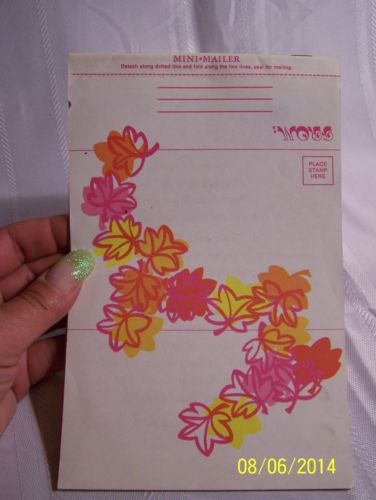 MINI•MAILER
Detach along dotted line and fold along the two lines, seal for mailing.
PLACE
STAMP
HERE
08/06/2014